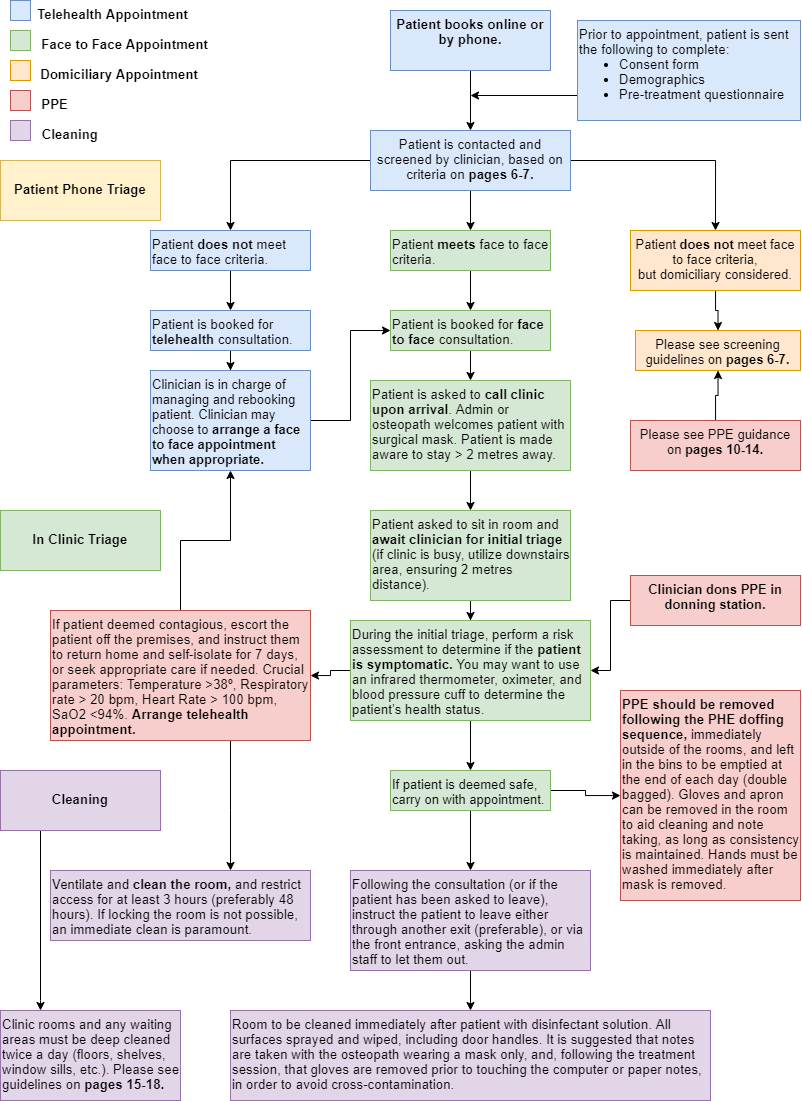 Telehealth Appointment
Face to Face Appointment
Domiciliary Appointment
PPE
Cleaning
Patient books online or
by phone.
Prior to appointment, patient is sent
the following to complete:
• Consent form
• Demographics
• Pre-treatment questionnaire
Patient is contacted and
screened by clinician, based on
criteria on pages 6-7.
Patient Phone Triage
Patient does not meet
face to face criteria.
Patient meets face to face
criteria.
Patient does not meet face
to face criteria,
but domiciliary considered.
Patient is booked for
telehealth consultation.
Patient is booked for face
to face consultation.
Please see screening
guidelines on pages 6-7.
Clinician is in charge of
managing and rebooking
patient. Clinician may
choose to arrange a face
to face appointment
when appropriate.
Patient is asked to call clinic
upon arrival. Admin or
osteopath welcomes patient with
surgical mask. Patient is made
aware to stay > 2 metres away.
Please see PPE guidance
on pages 10-14.
In Clinic Triage
Patient asked to sit in room and
await clinician for initial triage
(if clinic is busy, utilize downstairs
area, ensuring 2 metres
distance).
Clinician dons PPE in
donning station.
If patient deemed contagious, escort the
patient off the premises, and instruct them
to return home and self-isolate for 7 days,
or seek appropriate care if needed. Crucial
parameters: Temperature >38º, Respiratory
rate > 20 bpm, Heart Rate > 100 bpm,
SaO2 <94%. Arrange telehealth
appointment.
During the initial triage, perform a risk
assessment to determine if the patient
is symptomatic. You may want to use
an infrared thermometer, oximeter, and
blood pressure cuff to determine the
patient's health status.
PPE should be removed
following the PHE doffing
sequence, immediately
outside of the rooms, and left
in the bins to be emptied at
the end of each day (double
bagged). Gloves and apron
can be removed in the room
to aid cleaning and note
taking, as long as consistency
is maintained. Hands must be
washed immediately after
mask is removed.
Cleaning
If patient is deemed safe,
carry on with appointment.
Ventilate and clean the room, and restrict
access for at least 3 hours (preferably 48
hours). If locking the room is not possible,
an immediate clean is paramount.
Following the consultation (or if the
patient has been asked to leave),
instruct the patient to leave either
through another exit (preferable), or via
the front entrance, asking the admin
staff to let them out.
Clinic rooms and any waiting
areas must be deep cleaned
twice a day (floors, shelves,
window sills, etc.). Please see
guidelines on pages 15-18.
Room to be cleaned immediately after patient with disinfectant solution. All
surfaces sprayed and wiped, including door handles. It is suggested that notes
are taken with the osteopath wearing a mask only, and, following the treatment
session, that gloves are removed prior to touching the computer or paper notes,
in order to avoid cross-contamination.